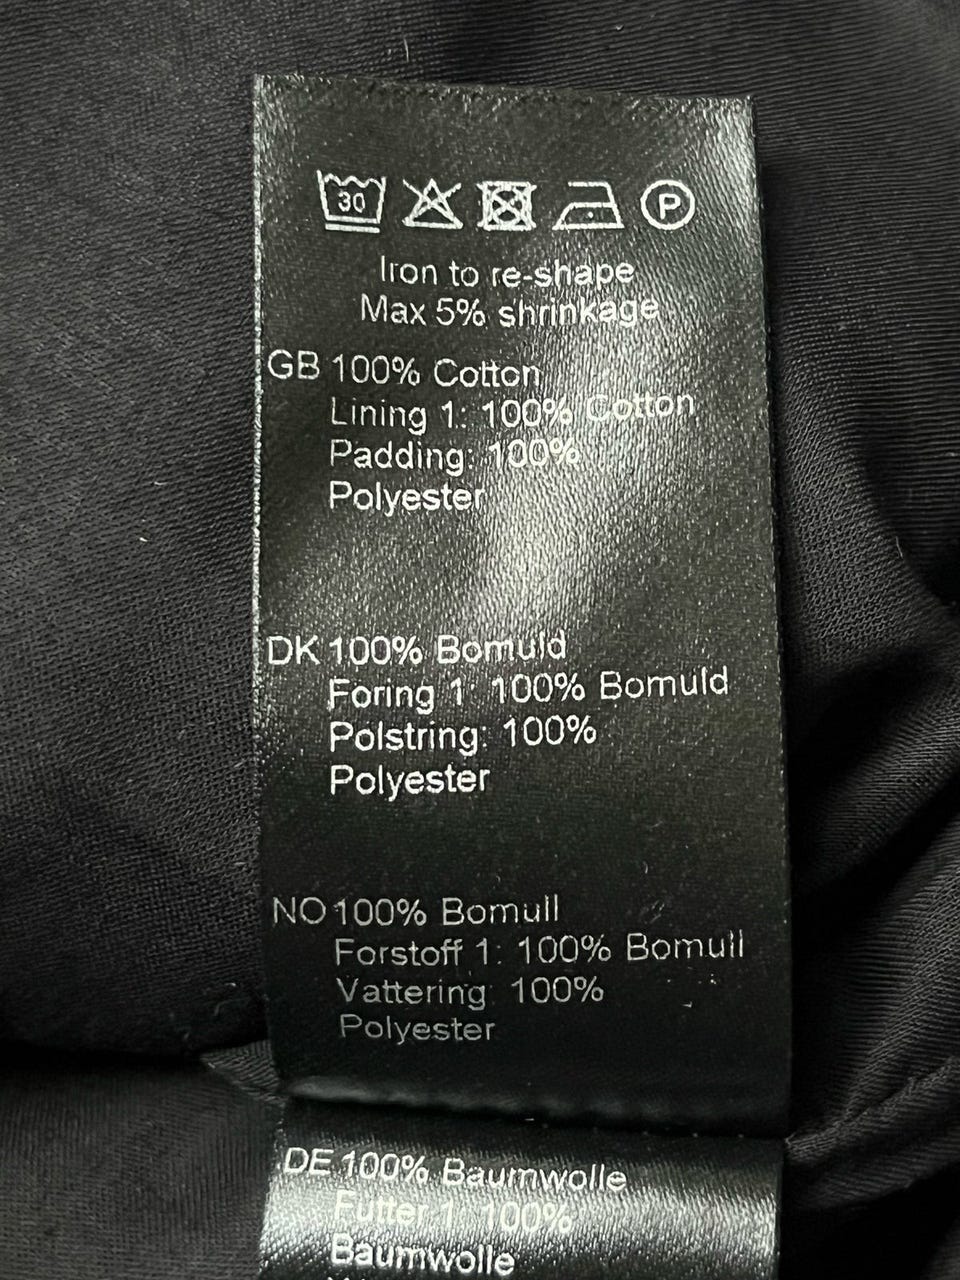 30
P
Iron to re-shape
Max 5% shrinkage
GB 100% Cotton
Lining 1: 100% Cotton
Padding: 100%
Polyester
DK 100% Bomuld
Foring 1: 100% Bomuld
Polstring: 100%
Polyester
NO 100% Bomull
Forstoff 1: 100% Bomull
Vattering: 100%
Polyester
DE 100% Baumwolle
Futter 1: 100%
Baumwolle